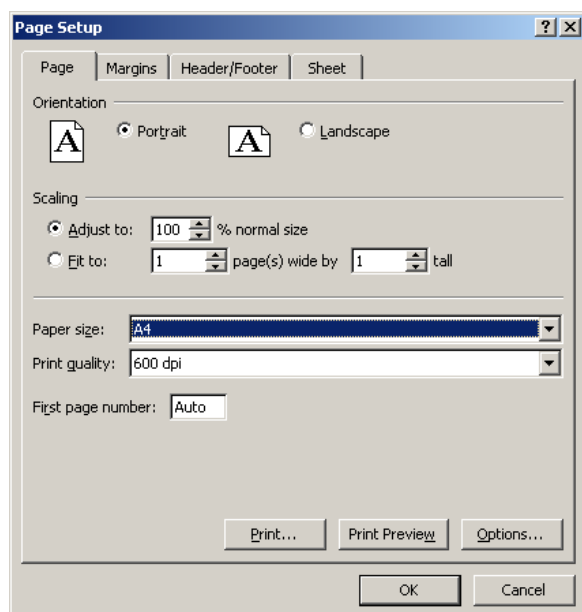 Page Setup
Page Margins Header/Footer Sheet
Orientation
A Portrait A Landscape
Scaling
Adjust to: 100 % normal size
Fit to: 1 page(s) wide by 1 tall
Paper size: A4
Print quality: 600 dpi
First page number: Auto
Print... Print Preview Options...
OK Cancel